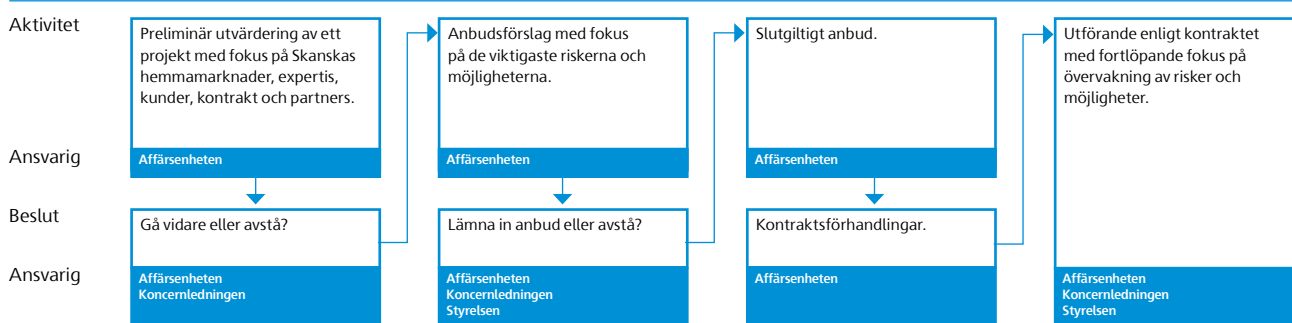 Aktivitet
Preliminär utvärdering av ett
projekt med fokus på Skanskas
hemmamarknader, expertis,
kunder, kontrakt och partners.
Anbudsförslag med fokus
på de viktigaste riskerna och
möjligheterna.
Slutgiltigt anbud.
Utförande enligt kontraktet
med fortlöpande fokus på
övervakning av risker och
möjligheter.
Ansvarig
Affärsenheten
Affärsenheten
Affärsenheten
Beslut
Gå vidare eller avstå?
Lämna in anbud eller avstå?
Kontraktsförhandlingar.
Ansvarig
Affärsenheten
Koncernledningen
Affärsenheten
Koncernledningen
Styrelsen
Affärsenheten
Affärsenheten
Koncernledningen
Styrelsen